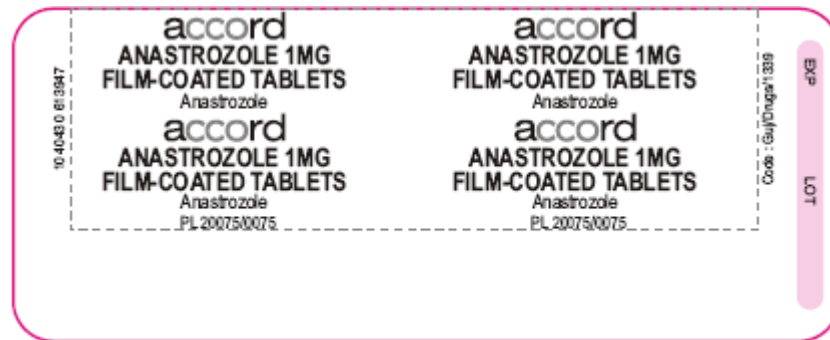 accord
ANASTROZOLE 1MG
FILM-COATED TABLETS
Anastrozole
accord
ANASTROZOLE 1MG
FILM-COATED TABLETS
Anastrozole
PL 20075/0075
accord
ANASTROZOLE 1MG
FILM-COATED TABLETS
Anastrozole
accord
ANASTROZOLE 1MG
FILM-COATED TABLETS
Anastrozole
PL 20075/0075
10 40430 613947
Code : Guj/Drugs/1339
EXP
LOT